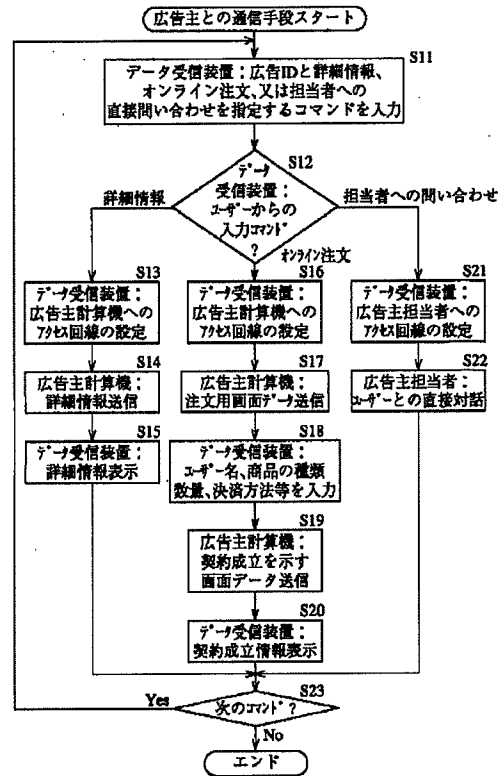 広告主との通信手段スタート
S11
データ受信装置：広告IDと詳細情報、
オンライン注文、又は担当者への
直接問い合わせを指定するコマンドを入力
S12
データ
受信装置：
ユーザーからの
入力コマンド
？
詳細情報
オンライン注文
担当者への問い合わせ
S13
データ受信装置：
広告主計算機への
アクセス回線の設定
S14
広告主計算機：
詳細情報送信
S15
データ受信装置：
詳細情報表示
S16
データ受信装置：
広告主計算機への
アクセス回線の設定
S17
広告主計算機：
注文用画面データ送信
S18
データ受信装置：
ユーザー名、商品の種類
数量、決済方法等を入力
S19
広告主計算機：
契約成立を示す
画面データ送信
S20
データ受信装置：
契約成立情報表示
S21
データ受信装置：
広告主担当者への
アクセス回線の設定
S22
広告主担当者：
ユーザーとの直接対話
S23
次のコマンド？
Yes
No
エンド